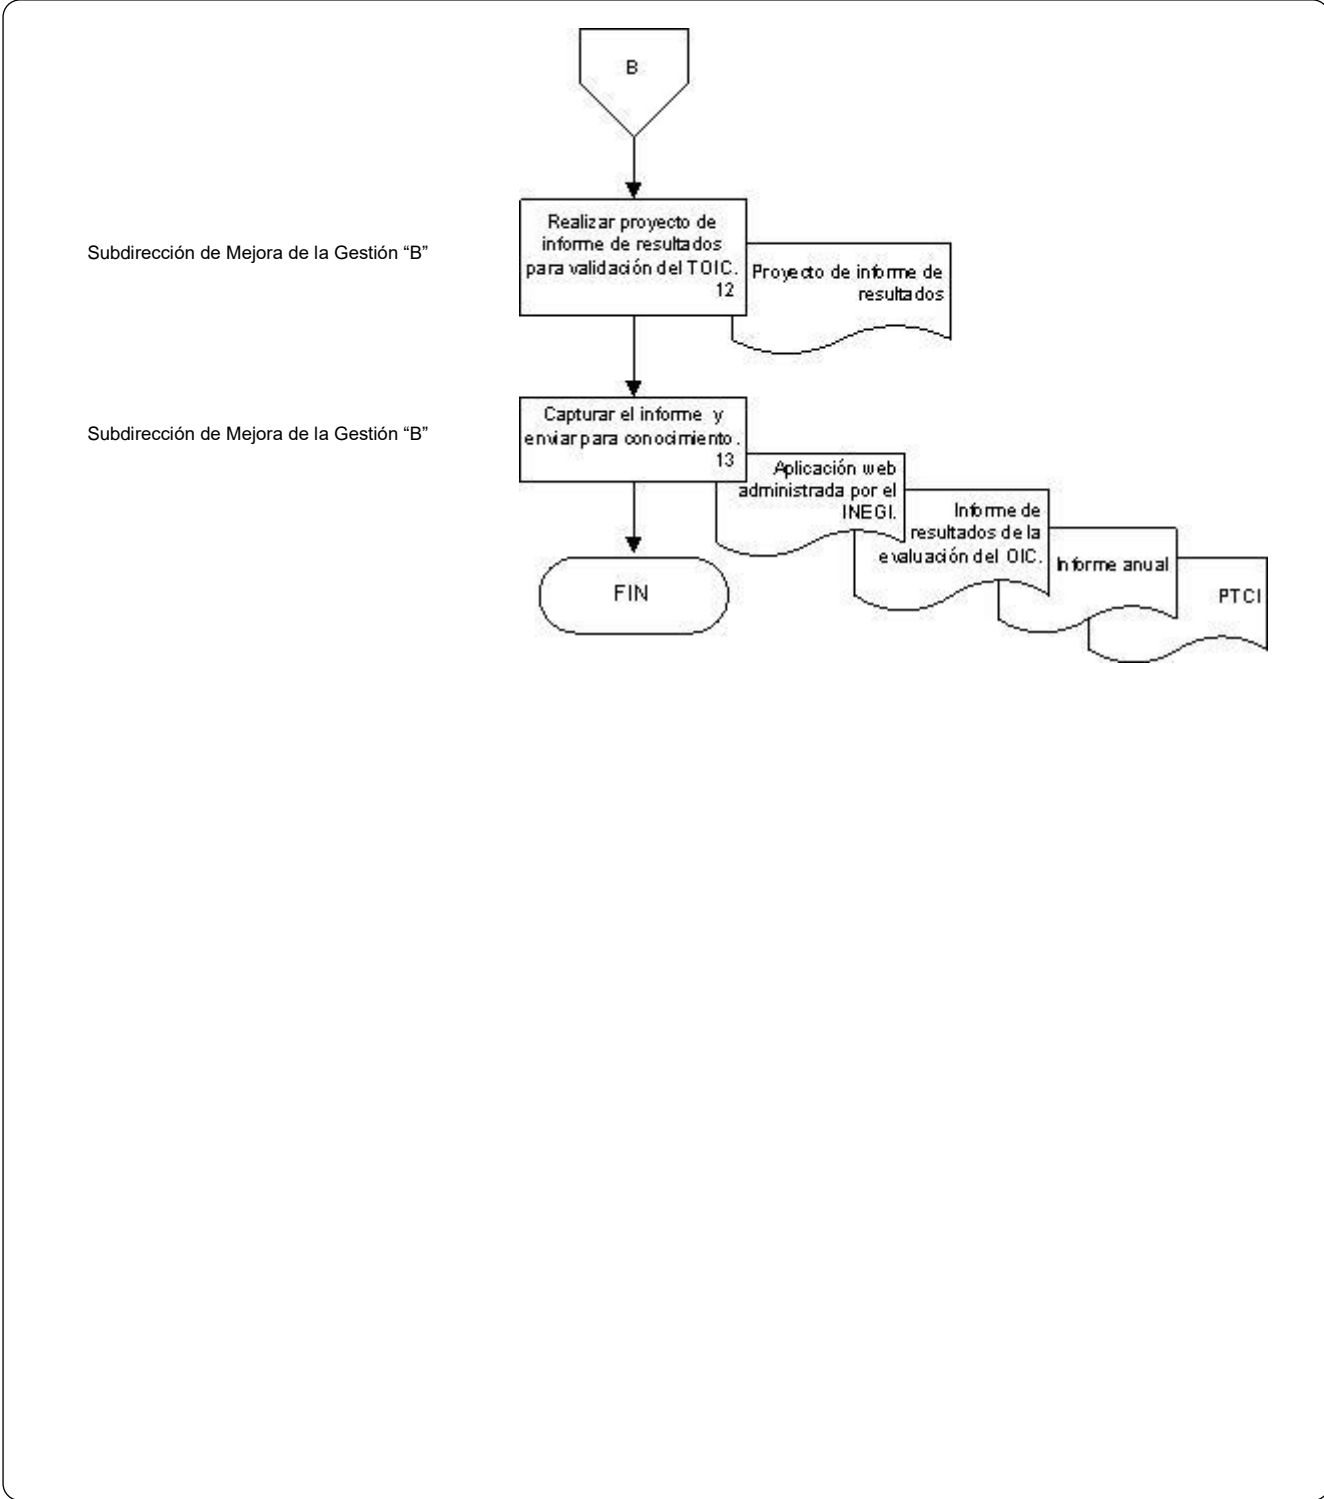 B
Subdirección de Mejora de la Gestión “B”
Realizar proyecto de
informe de resultados
para validación del TOIC.
12
Proyecto de informe de
resultados
Subdirección de Mejora de la Gestión “B”
Capturar el informe y
enviar para conocimiento.
13
Aplicación web
administrada por el
INEGI.
Informe de
resultados de la
evaluación del OIC.
Informe anual
PTCI
FIN